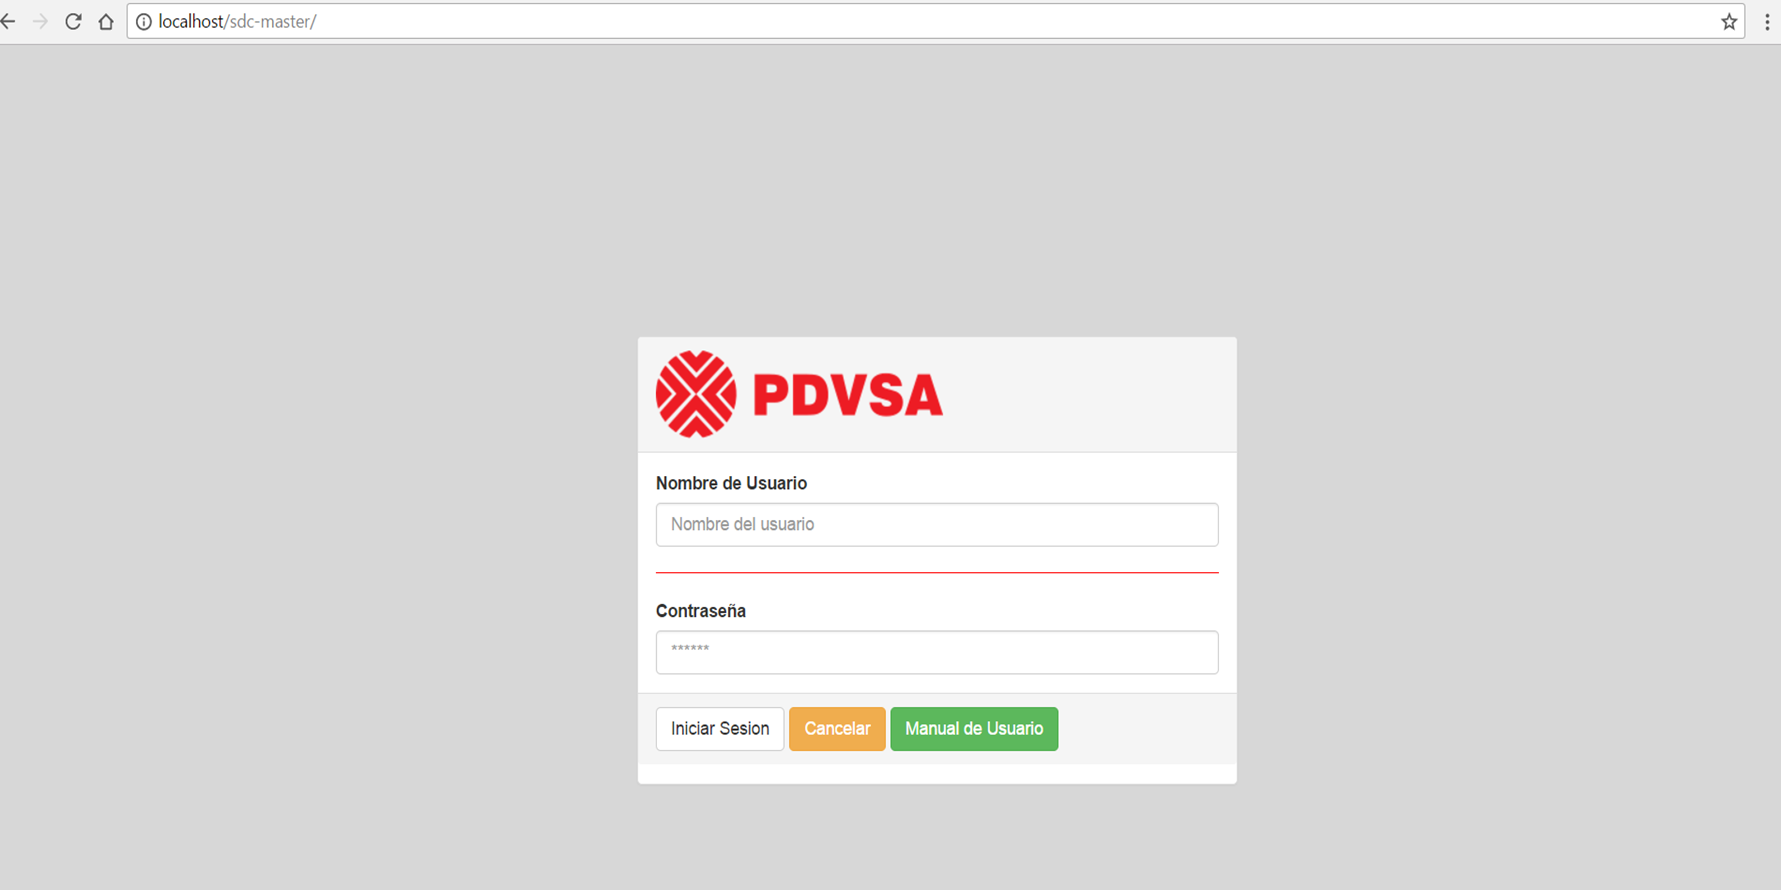 localhost/sdc-master/
PDVSA
Nombre de Usuario
Nombre del usuario
Contraseña
******
Iniciar Sesion Cancelar Manual de Usuario